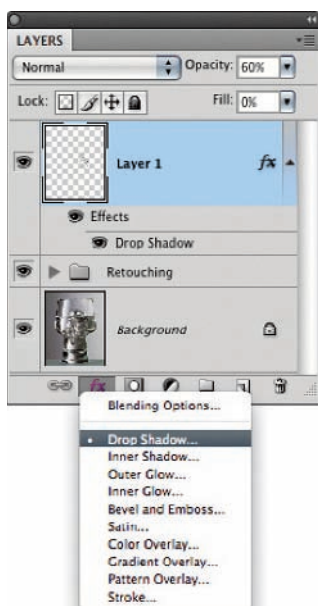 LAYERS
Normal Opacity: 60%
Lock: Fill: 0%
Layer 1 fx
Effects
Drop Shadow
Retouching
Background
fx
Blending Options...
• Drop Shadow...
Inner Shadow...
Outer Glow...
Inner Glow...
Bevel and Emboss...
Satin...
Color Overlay...
Gradient Overlay...
Pattern Overlay...
Stroke...